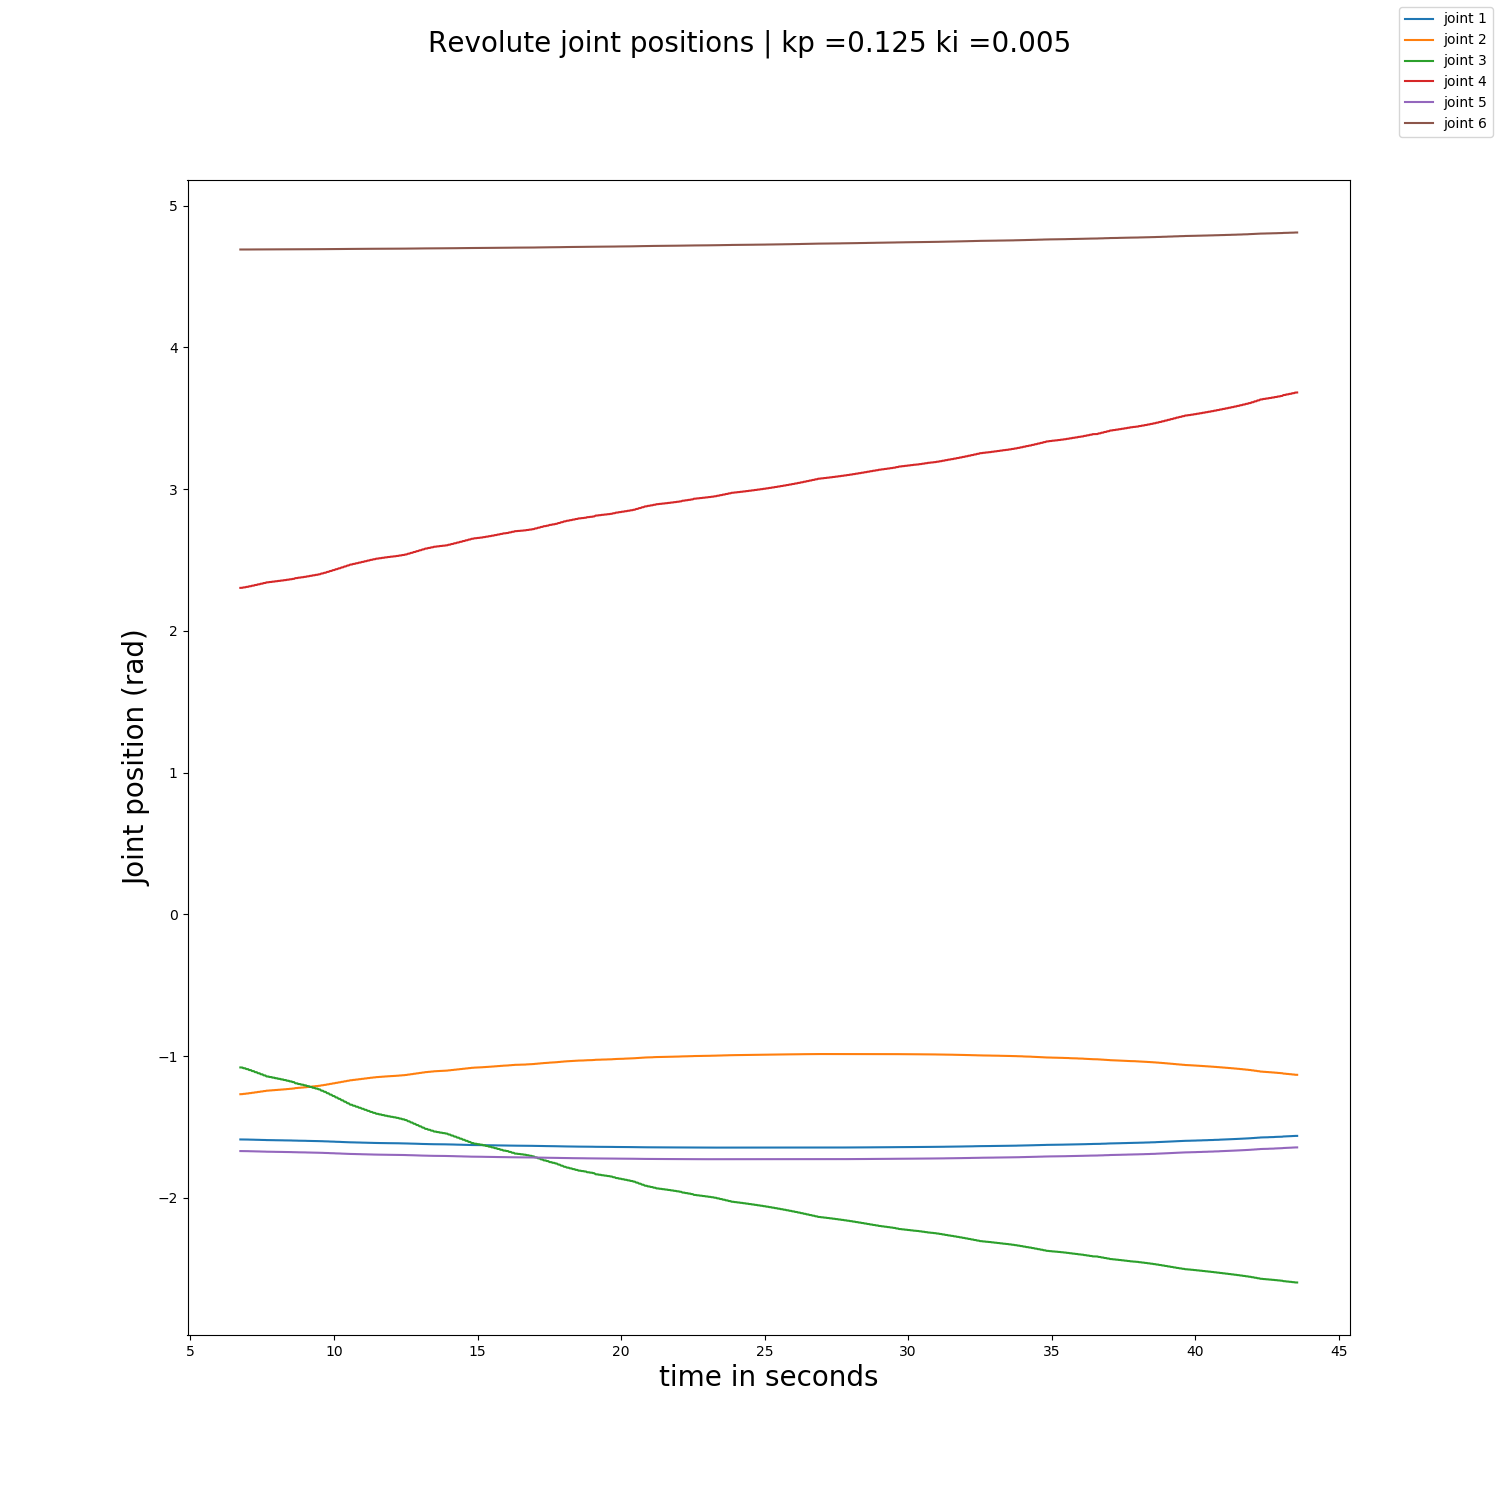 Revolute joint positions | kp =0.125 ki =0.005
joint 1
joint 2
joint 3
joint 4
joint 5
joint 6
5
4
3
2
1
0
−1
−2
Joint position (rad)
5 10 15 20 25 30 35 40 45
time in seconds